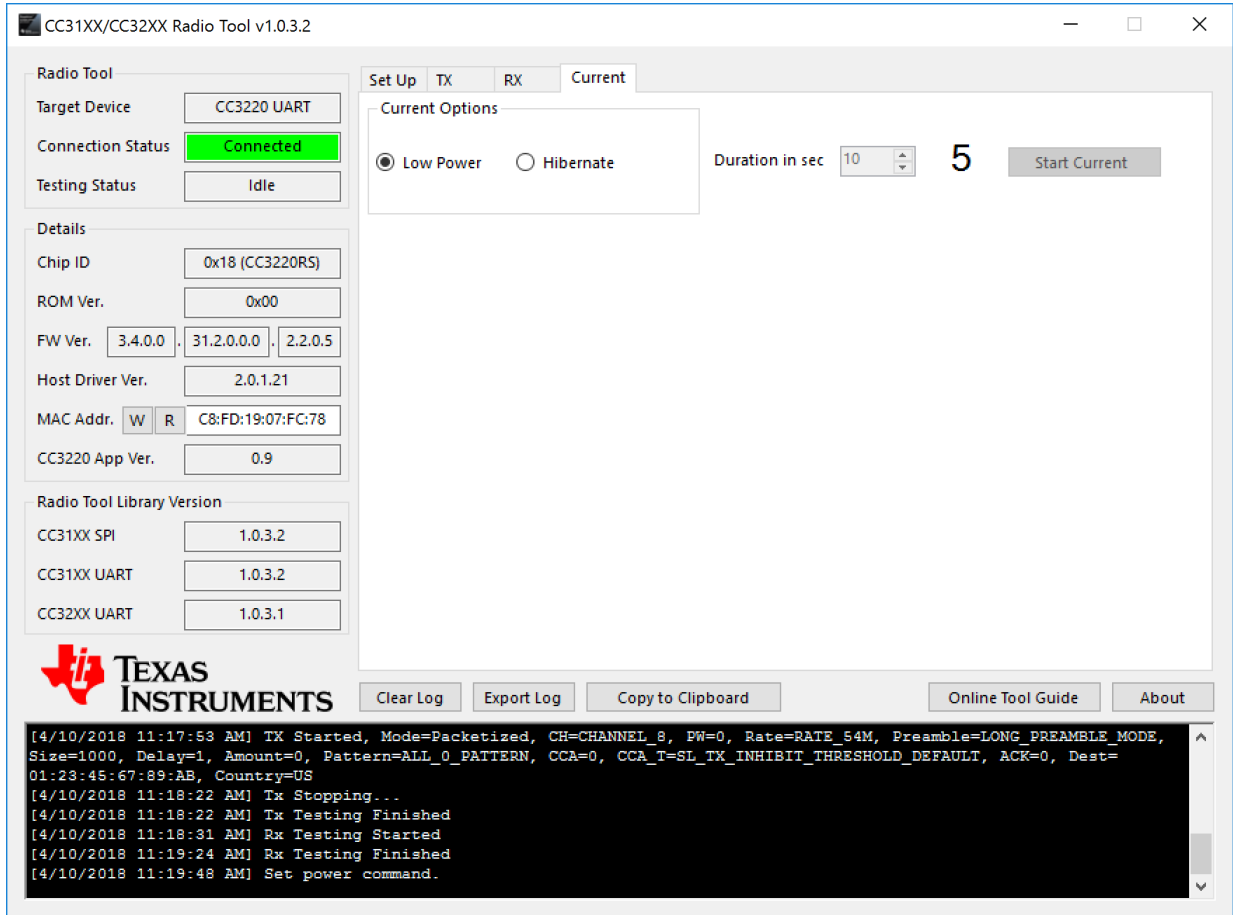 CC31XX/CC32XX Radio Tool v1.0.3.2
Radio Tool
Target Device CC3220 UART
Connection Status Connected
Testing Status Idle
Details
Chip ID 0x18 (CC3220RS)
ROM Ver. 0x00
FW Ver. 3.4.0.0 . 31.2.0.0.0 . 2.2.0.5
Host Driver Ver. 2.0.1.21
MAC Addr. W R C8:FD:19:07:FC:78
CC3220 App Ver. 0.9
Radio Tool Library Version
CC31XX SPI 1.0.3.2
CC31XX UART 1.0.3.2
CC32XX UART 1.0.3.1
TEXAS
INSTRUMENTS
Set Up TX RX Current
Current Options
Low Power Hibernate Duration in sec 10 5 Start Current
Clear Log Export Log Copy to Clipboard Online Tool Guide About
[4/10/2018 11:17:53 AM] TX Started, Mode=Packetized, CH=CHANNEL_8, PW=0, Rate=RATE_54M, Preamble=LONG_PREAMBLE_MODE,
Size=1000, Delay=1, Amount=0, Pattern=ALL_0_PATTERN, CCA=0, CCA_T=SL_TX_INHIBIT_THRESHOLD_DEFAULT, ACK=0, Dest=
01:23:45:67:89:AB, Country=US
[4/10/2018 11:18:22 AM] Tx Stopping...
[4/10/2018 11:18:22 AM] Tx Testing Finished
[4/10/2018 11:18:31 AM] Rx Testing Started
[4/10/2018 11:19:24 AM] Rx Testing Finished
[4/10/2018 11:19:48 AM] Set power command.